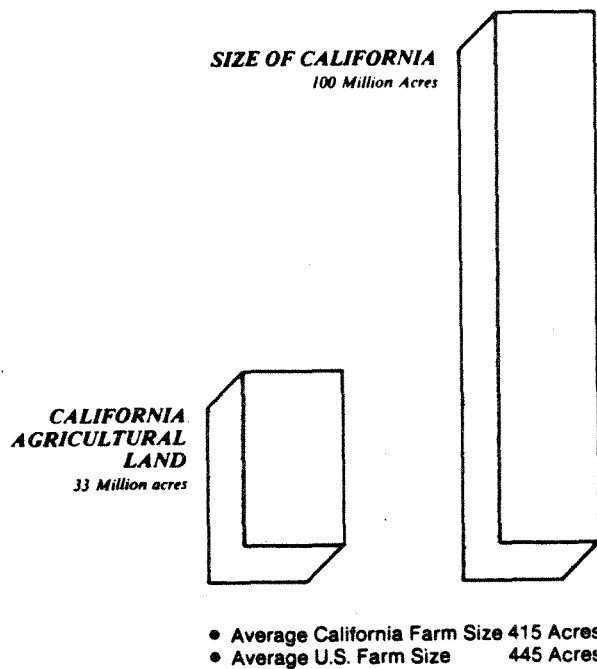 SIZE OF CALIFORNIA
100 Million Acres
CALIFORNIA
AGRICULTURAL
LAND
33 Million acres
• Average California Farm Size 415 Acres
• Average U.S. Farm Size 445 Acres